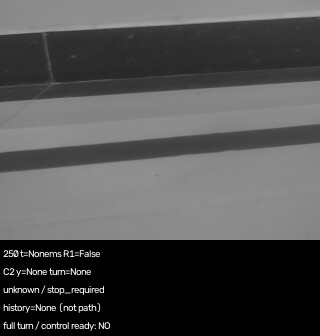 250 t=Nonems R1=False
C2 y=None turn=None
unknown / stop_required
history=None (not path)
full turn / control ready: NO